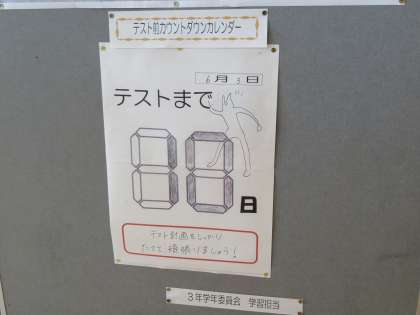 テスト前カウントダウンカレンダー
6月3日
テストまで
日
テスト計画をしっかり
たてて 頑張りましょう！
3年学年委員会 学習担当